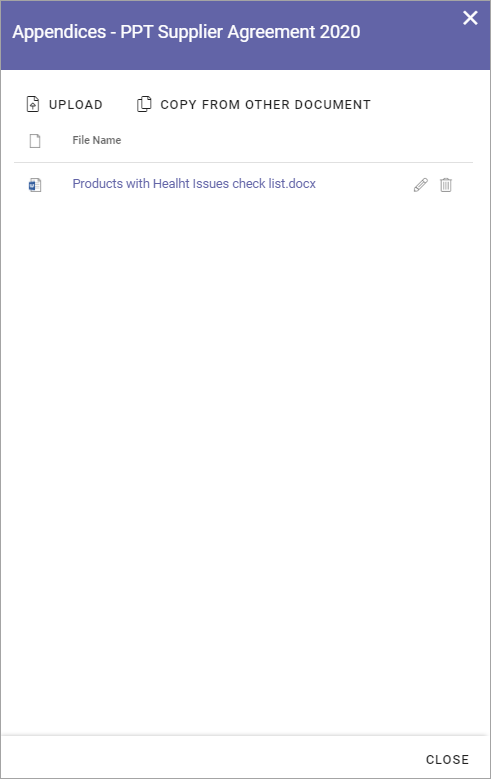 Appendices - PPT Supplier Agreement 2020
UPLOAD COPY FROM OTHER DOCUMENT
File Name
Products with Healht Issues check list.docx
CLOSE